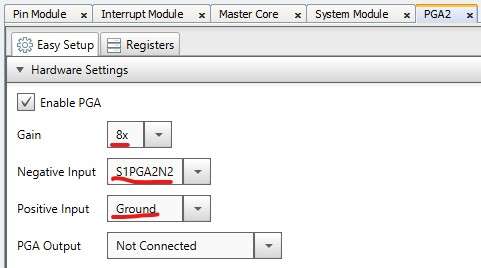 Pin Module x Interrupt Module x Master Core x System Module x PGA2 x
Easy Setup Registers
Hardware Settings
Enable PGA
Gain 8x
Negative Input S1PGA2N2
Positive Input Ground
PGA Output Not Connected